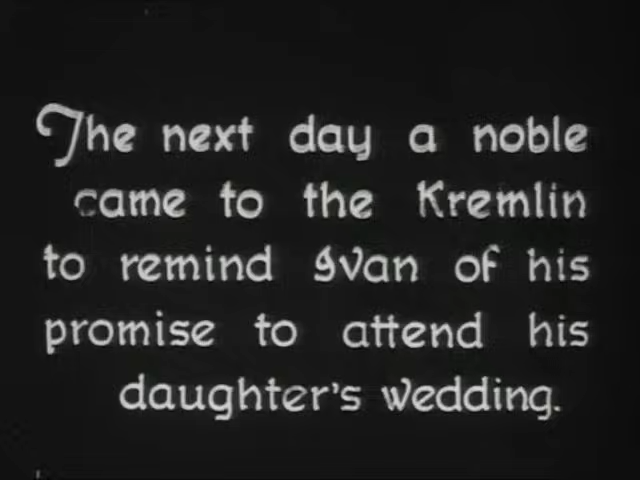 The next day a noble
came to the Kremlin
to remind Ivan of his
promise to attend his
daughter's wedding.